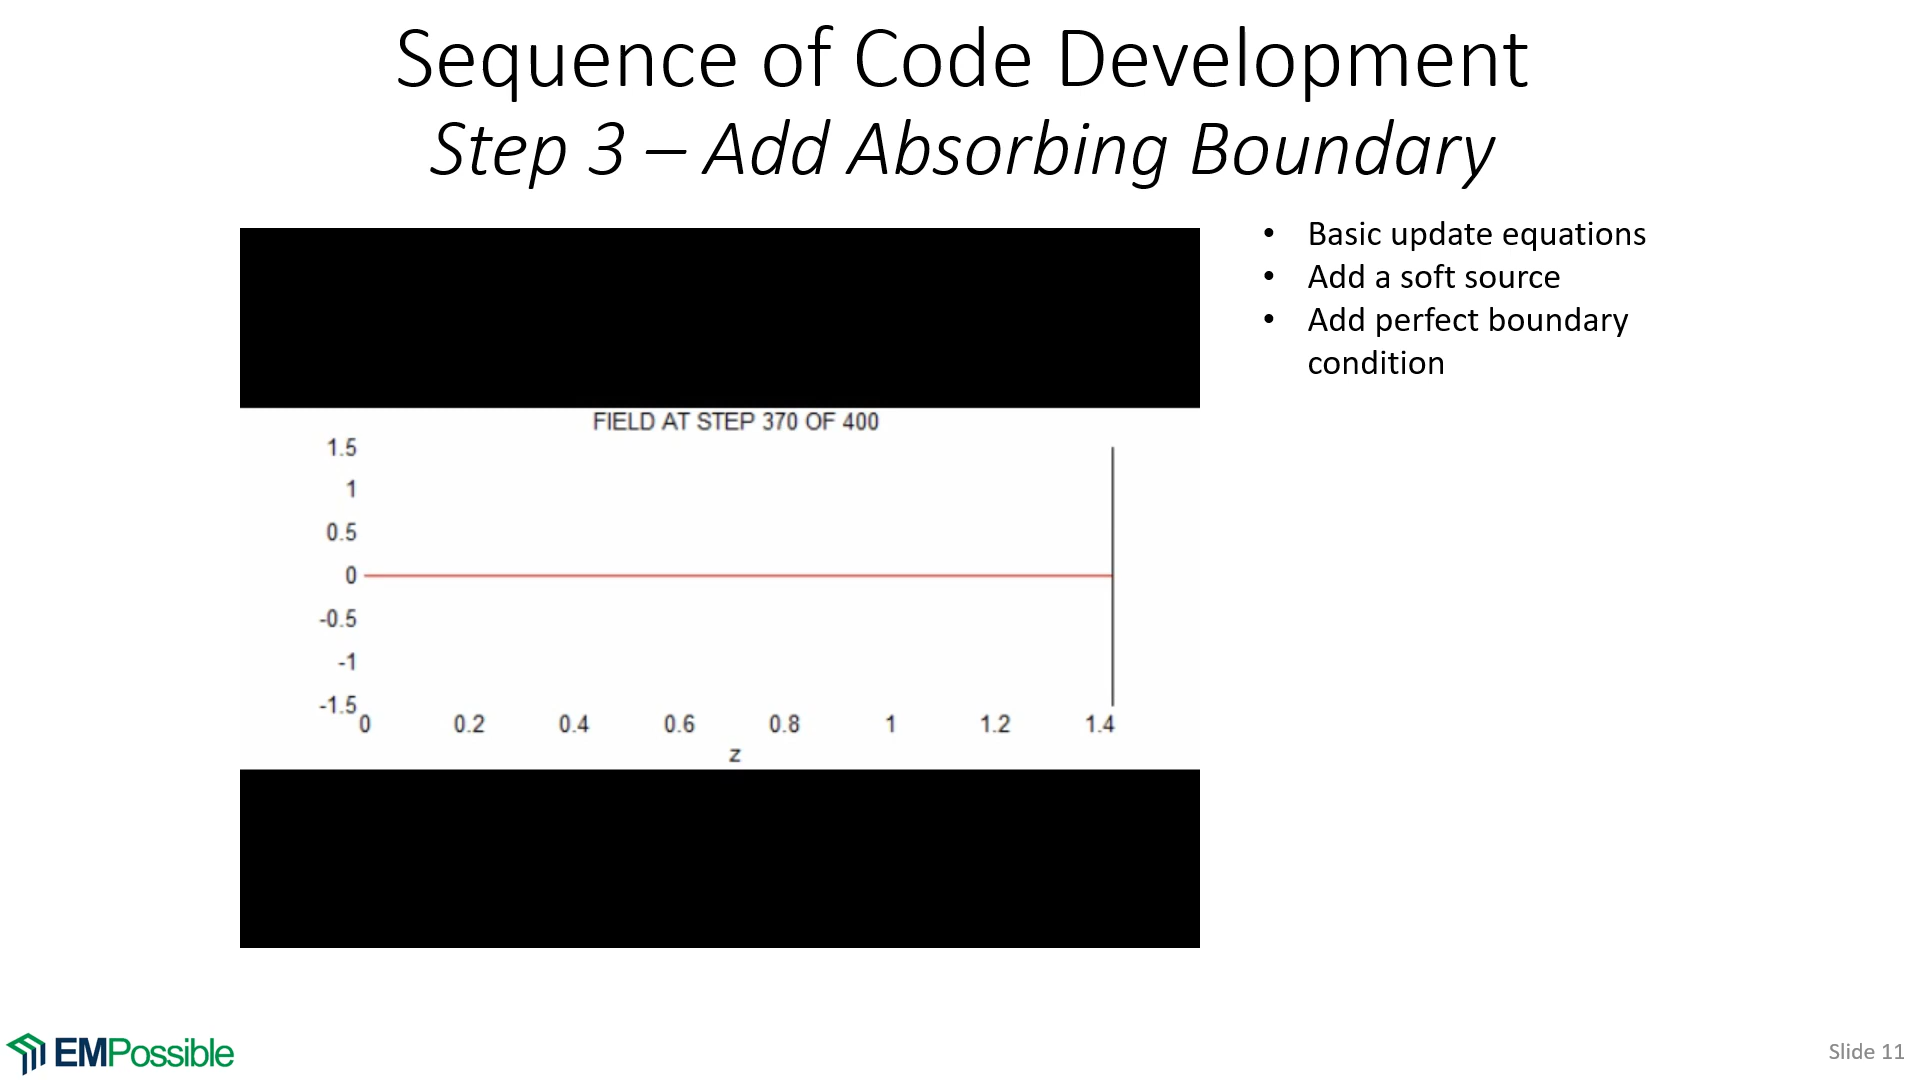 Sequence of Code Development
Step 3 – Add Absorbing Boundary
• Basic update equations
• Add a soft source
• Add perfect boundary
condition
FIELD AT STEP 370 OF 400
1.5
1
0.5
0
-0.5
-1
-1.5
0 0.2 0.4 0.6 0.8 1 1.2 1.4
z
EMPossible
Slide 11